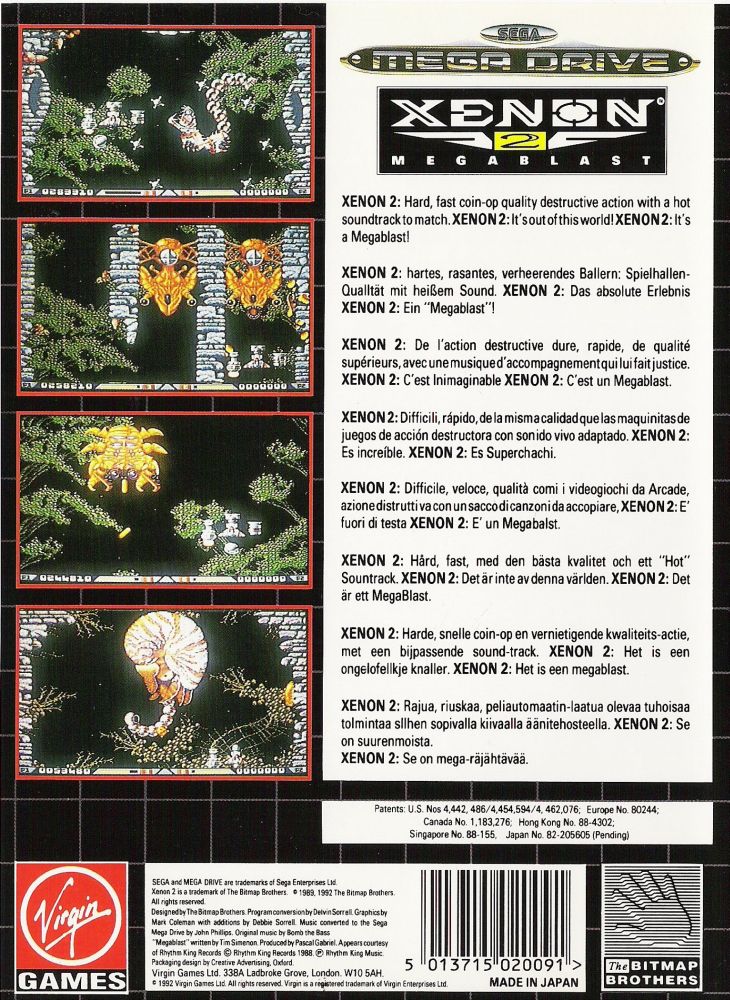 SEGA
MEGA DRIVE
XENON ®
2
MEGABLAST
XENON 2: Hard, fast coin-op quality destructive action with a hot
soundtrack to match. XENON 2: It's out of this world! XENON 2: It's
a Megablast!
XENON 2: hartes, rasantes, verheerendes Ballern: Spielhallen-
Qualltät mit heißem Sound. XENON 2: Das absolute Erlebnis
XENON 2: Ein "Megablast"!
XENON 2: De l'action destructive dure, rapide, de qualité
supérieurs, avec une musique d'accompagnement qui lui fait justice.
XENON 2: C'est Inimaginable XENON 2: C'est un Megablast.
XENON 2: Difficili, rápido, de la misma calidad que las maquinitas de
juegos de acción destructora con sonido vivo adaptado. XENON 2:
Es increíble. XENON 2: Es Superchachi.
XENON 2: Difficile, veloce, qualità comi i videogiochi da Arcade,
azione distrutti va con un sacco di canzoni da accopiare, XENON 2: E'
fuori di testa XENON 2: E' un Megabalst.
XENON 2: Hård, fast, med den bästa kvalitet och ett "Hot"
Sountrack. XENON 2: Det är inte av denna världen. XENON 2: Det
är ett MegaBlast.
XENON 2: Harde, snelle coin-op en vernietigende kwaliteits-actie,
met een bijpassende sound-track. XENON 2: Het is een
ongelofellkje knaller. XENON 2: Het is een megablast.
XENON 2: Rajua, riuskaa, peliautomaatin-laatua olevaa tuhoisaa
tolmintaa sllhen sopivalla kiivaalla äänitehosteella. XENON 2: Se
on suurenmoista.
XENON 2: Se on mega-räjähtävää.
P1 0289310 0000000 P2
P1 0258310 0000000 P2
P1 0244810 0000000 P2
P1 0059480 0000000 P2
Patents: U.S. Nos 4,442, 486/4,454,594/4, 462,076; Europe No. 80244;
Canada No. 1,183,276; Hong Kong No. 88-4302;
Singapore No. 88-155, Japan No. 82-205605 (Pending)
Virgin
GAMES
SEGA and MEGA DRIVE are trademarks of Sega Enterprises Ltd.
Xenon 2 is a trademark of The Bitmap Brothers. © 1989, 1992 The Bitmap Brothers.
All rights reserved.
Designed by The Bitmap Brothers. Program conversion by Delvin Sorrell. Graphics by
Mark Coleman with additions by Debbie Sorrell. Music converted to the Sega
Mega Drive by John Phillips. Original music by Bomb the Bass
"Megablast" written by Tim Simenon. Produced by Pascal Gabriel. Appears courtesy
of Rhythm King Records © Rhythm King Records 1988. ℗ Rhythm King Music.
Packaging design by Creative Advertising, Oxford.
Virgin Games Ltd. 338A Ladbroke Grove, London. W10 5AH.
© 1992 Virgin Games Ltd. All rights reserved. Virgin is a registered trademark of Virgin Enterprises Ltd.
5 013715 020091 >
MADE IN JAPAN
The BITMAP
BROTHERS